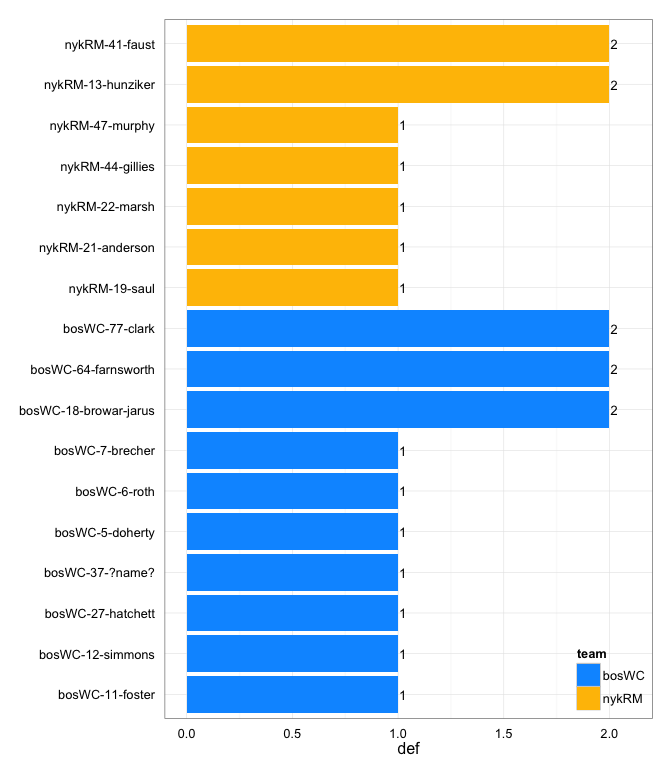 nykRM-41-faust 2
nykRM-13-hunziker 2
nykRM-47-murphy 1
nykRM-44-gillies 1
nykRM-22-marsh 1
nykRM-21-anderson 1
nykRM-19-saul 1
bosWC-77-clark 2
bosWC-64-farnsworth 2
bosWC-18-browar-jarus 2
bosWC-7-brecher 1
bosWC-6-roth 1
bosWC-5-doherty 1
bosWC-37-?name? 1
bosWC-27-hatchett 1
bosWC-12-simmons 1
bosWC-11-foster 1
team
bosWC
nykRM
0.0 0.5 1.0 1.5 2.0
def